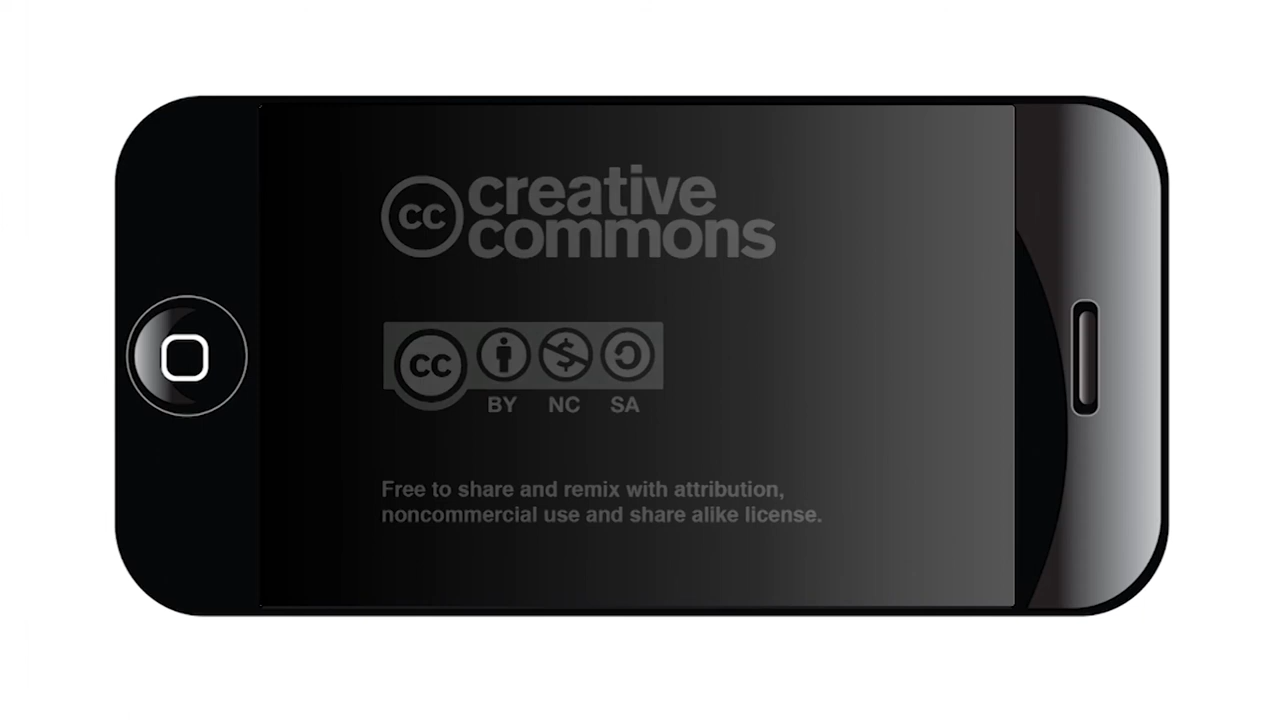 cc creative
commons
cc
BY NC SA
Free to share and remix with attribution,
noncommercial use and share alike license.